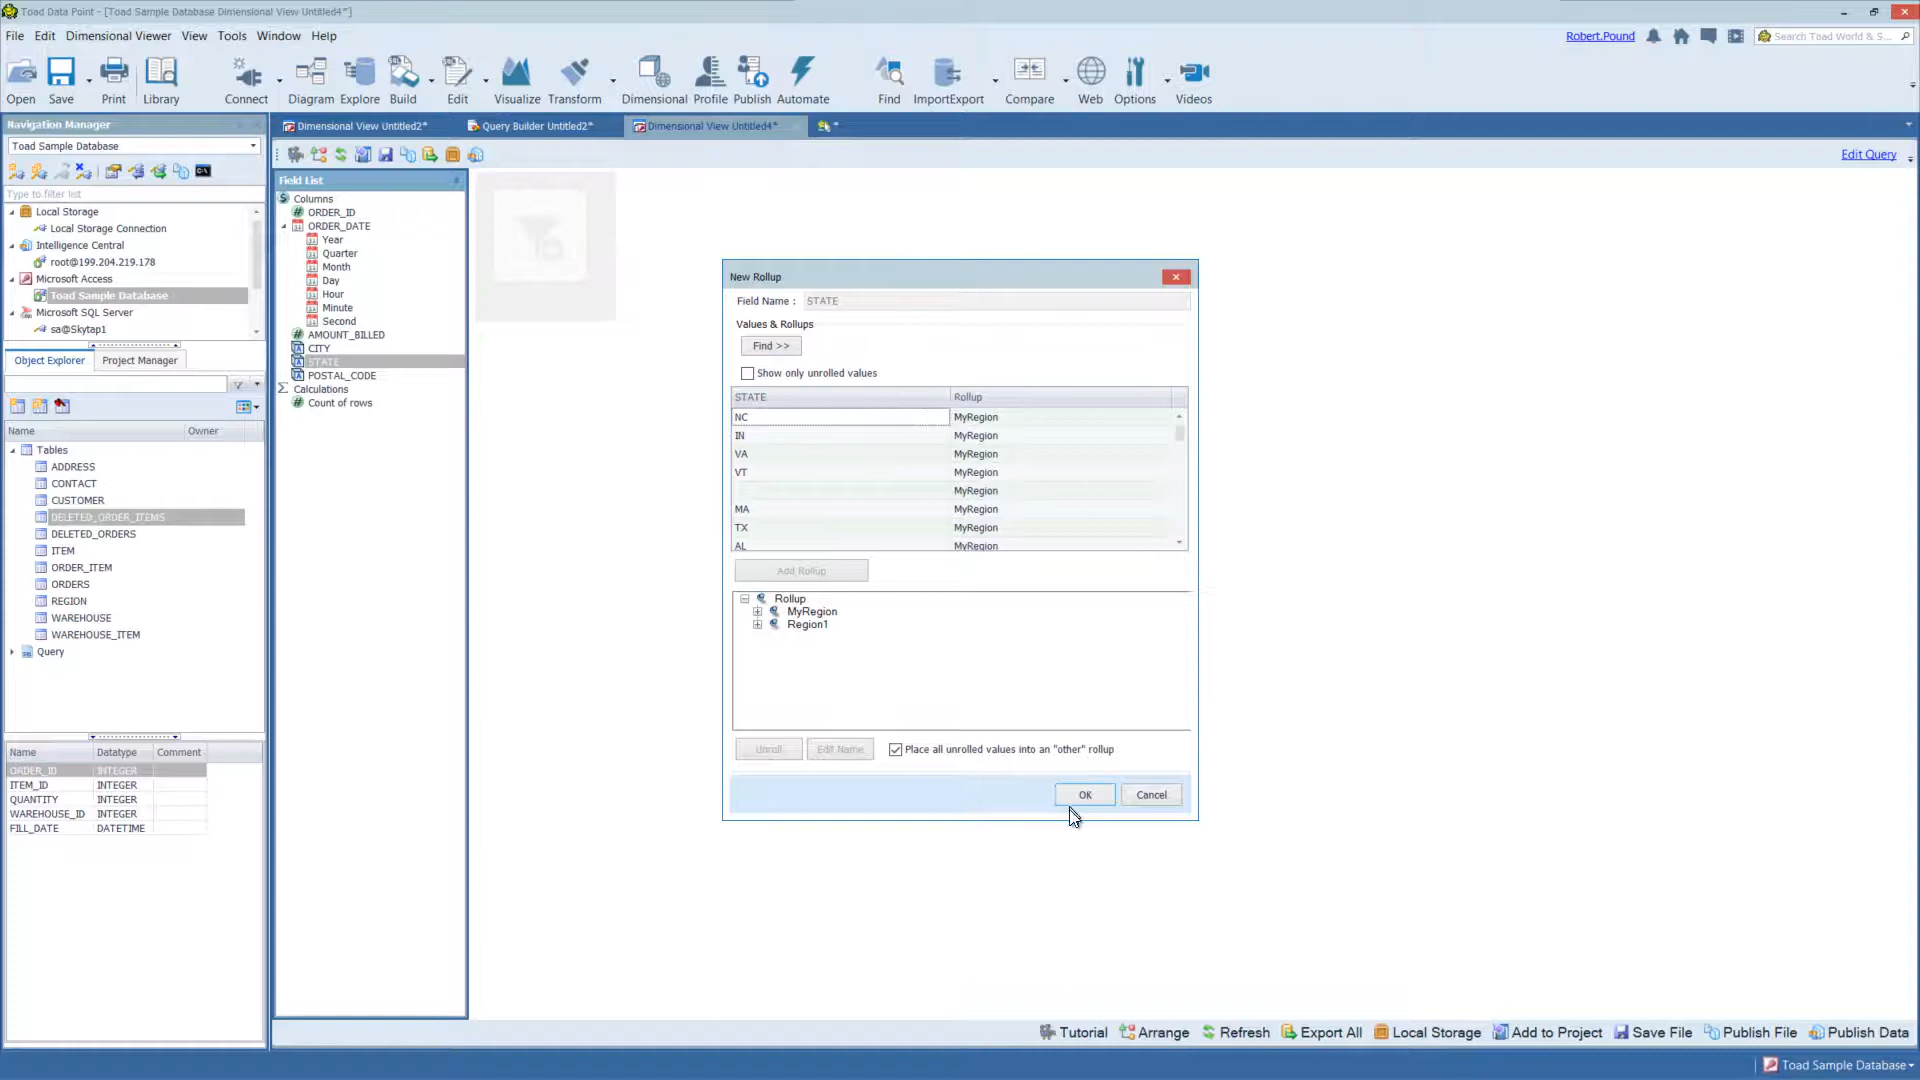 Toad Data Point - [Toad Sample Database Dimensional View Untitled4*]
File Edit Dimensional Viewer View Tools Window Help
Robert.Pound
Search Toad World & S...
Open Save Print Library Connect Diagram Explore Build Edit Visualize Transform Dimensional Profile Publish Automate Find ImportExport Compare Web Options Videos
Navigation Manager
Toad Sample Database
Type to filter list
Local Storage
Local Storage Connection
Intelligence Central
root@199.204.219.178
Microsoft Access
Toad Sample Database
Microsoft SQL Server
sa@Skytap1
Object Explorer Project Manager
Name Owner
Tables
ADDRESS
CONTACT
CUSTOMER
DELETED_ORDER_ITEMS
DELETED_ORDERS
ITEM
ORDER_ITEM
ORDERS
REGION
WAREHOUSE
WAREHOUSE_ITEM
Query
Name Datatype Comment
ORDER_ID INTEGER
ITEM_ID INTEGER
QUANTITY INTEGER
WAREHOUSE_ID INTEGER
FILL_DATE DATETIME
Dimensional View Untitled2* Query Builder Untitled2* Dimensional View Untitled4* *
Edit Query
Field List
Columns
ORDER_ID
ORDER_DATE
Year
Quarter
Month
Day
Hour
Minute
Second
AMOUNT_BILLED
CITY
STATE
POSTAL_CODE
Calculations
Count of rows
New Rollup
Field Name : STATE
Values & Rollups
Find >>
Show only unrolled values
STATE Rollup
NC MyRegion
IN MyRegion
VA MyRegion
VT MyRegion
MyRegion
MA MyRegion
TX MyRegion
AL MyRegion
Add Rollup
Rollup
MyRegion
Region1
Unroll Edit Name Place all unrolled values into an "other" rollup
OK Cancel
Tutorial Arrange Refresh Export All Local Storage Add to Project Save File Publish File Publish Data
Toad Sample Database